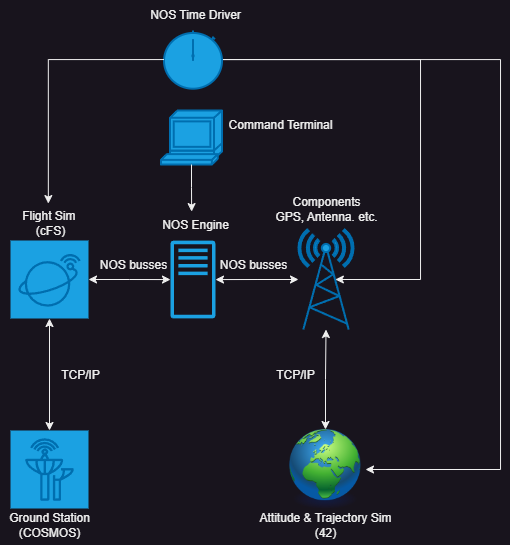 NOS Time Driver
Command Terminal
Flight Sim
(cFS)
NOS Engine
Components
GPS, Antenna. etc.
NOS busses
NOS busses
TCP/IP
TCP/IP
Ground Station
(COSMOS)
Attitude & Trajectory Sim
(42)